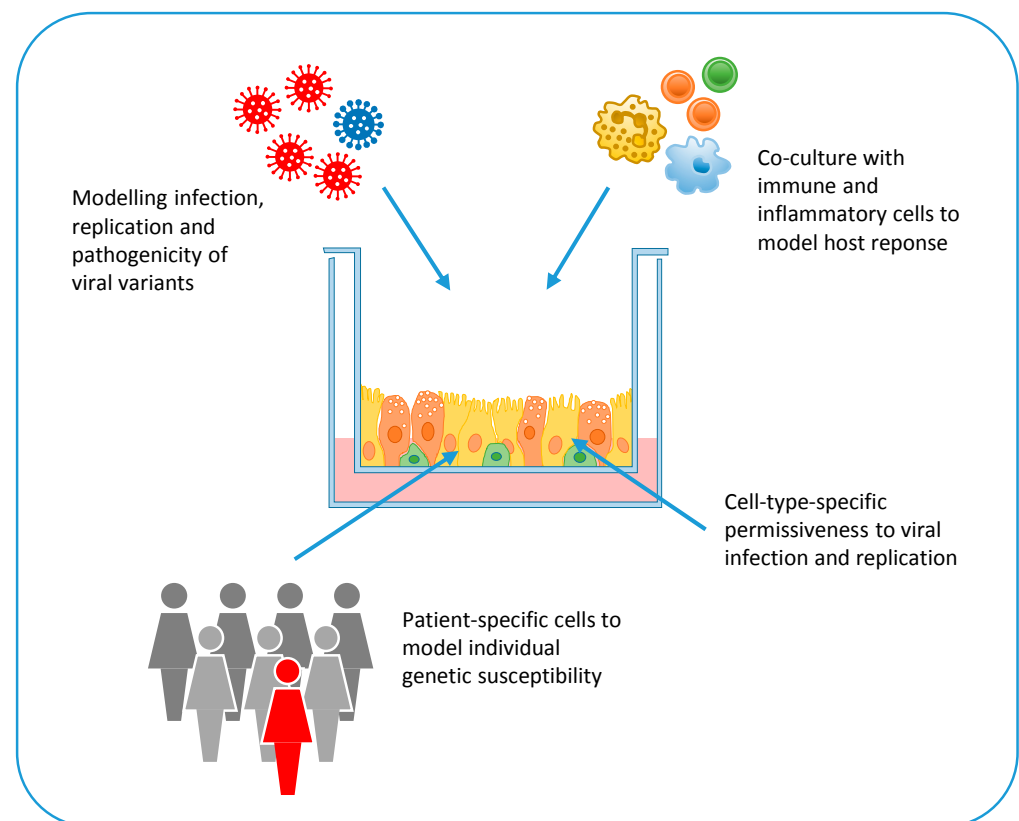 Modelling infection,
replication and
pathogenicity of
viral variants
Co-culture with
immune and
inflammatory cells to
model host reponse
Cell-type-specific
permissiveness to viral
infection and replication
Patient-specific cells to
model individual
genetic susceptibility